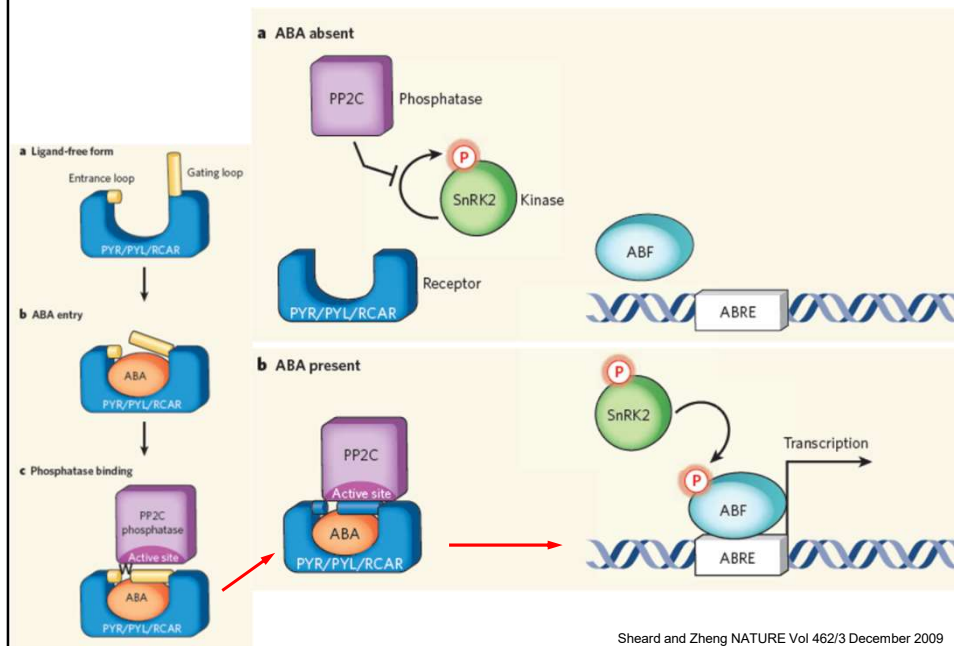 a Ligand-free form
Entrance loop
Gating loop
PYR/PYL/RCAR
b ABA entry
ABA
PYR/PYL/RCAR
c Phosphatase binding
PP2C
phosphatase
Active site
W
ABA
PYR/PYL/RCAR
a ABA absent
PP2C
Phosphatase
P
SnRK2
Kinase
Receptor
PYR/PYL/RCAR
ABF
ABRE
b ABA present
PP2C
Active site
ABA
PYR/PYL/RCAR
P
SnRK2
Transcription
P
ABF
ABRE
Sheard and Zheng NATURE Vol 462/3 December 2009